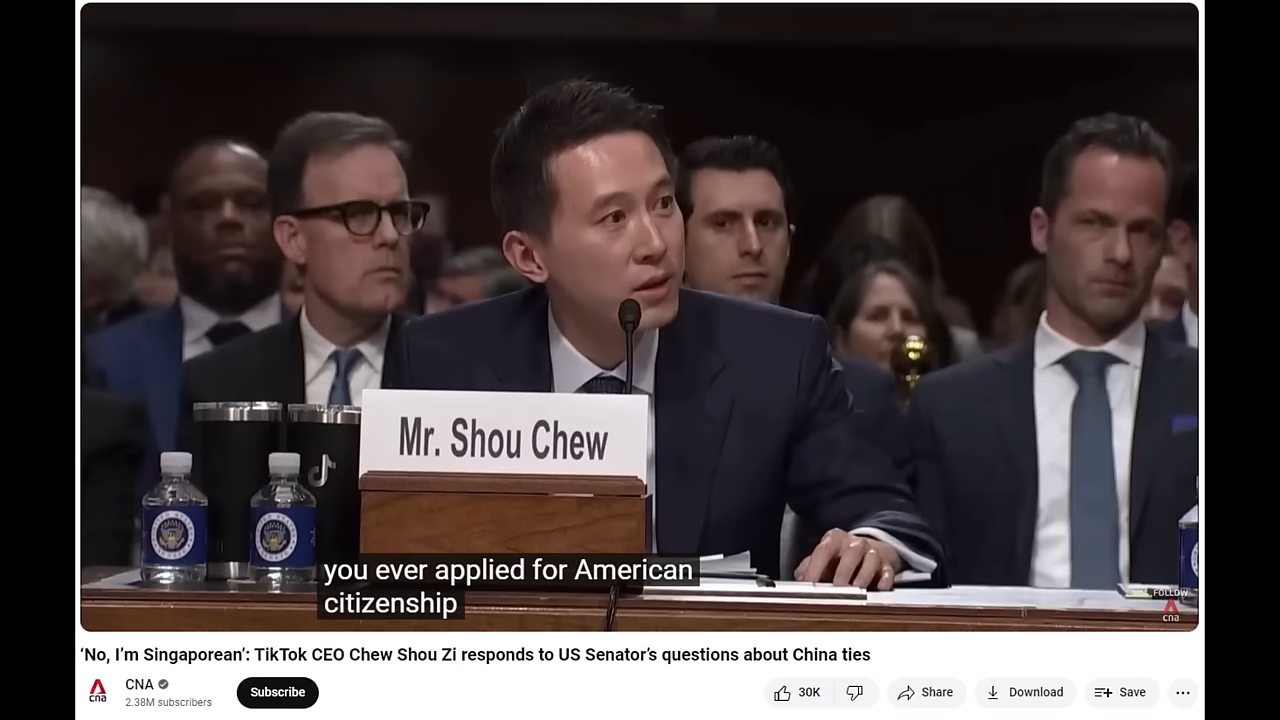 Mr. Shou Chew
you ever applied for American
citizenship
FOLLOW
cna
‘No, I’m Singaporean’: TikTok CEO Chew Shou Zi responds to US Senator’s questions about China ties
cna
CNA
2.38M subscribers
Subscribe
30K
Share
Download
Save